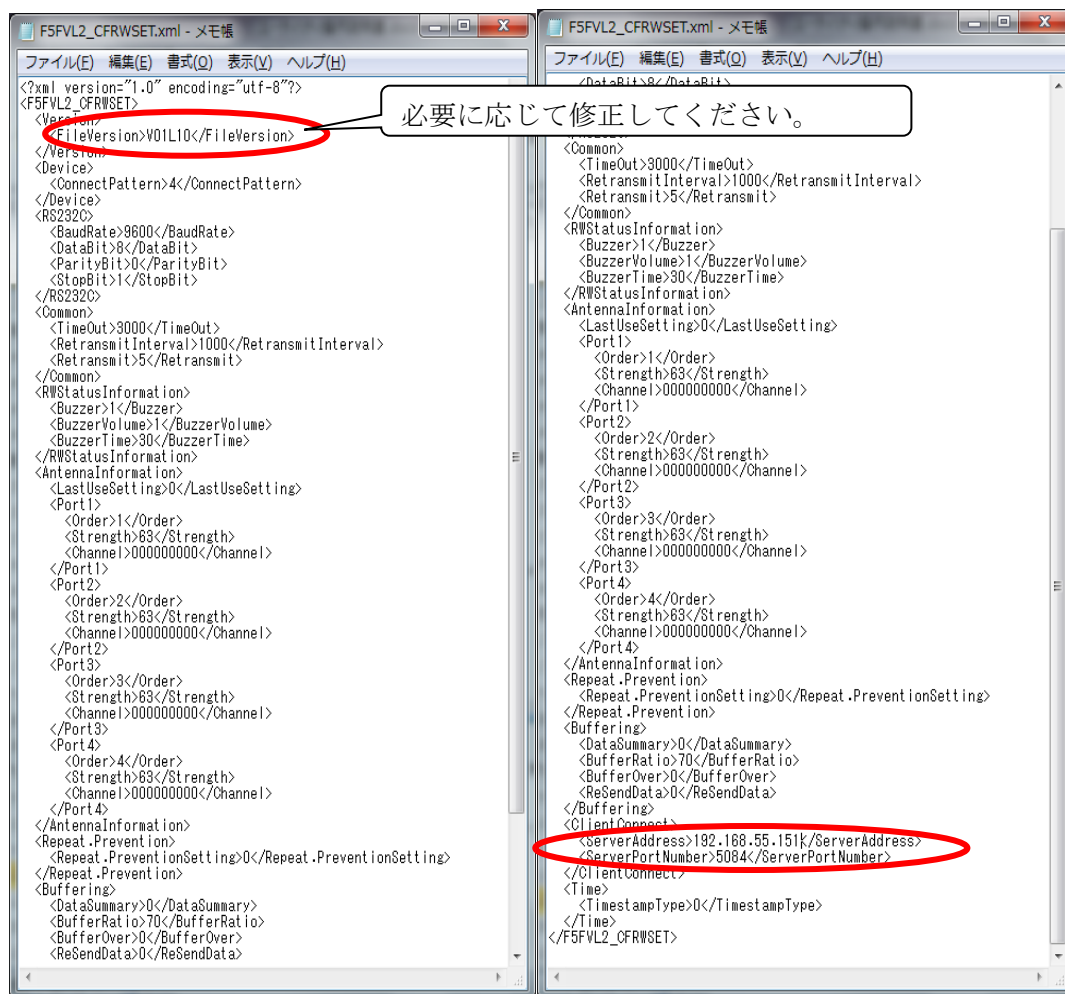 F5FVL2_CFRWSET.xml - メモ帳
ファイル(F) 編集(E) 書式(O) 表示(V) ヘルプ(H)
<?xml version="1.0" encoding="utf-8"?>
<F5FVL2_CFRWSET>
<Version>
<FileVersion>V01L10</FileVersion>
</Version>
<Device>
<ConnectPattern>4</ConnectPattern>
</Device>
<RS232C>
<BaudRate>9600</BaudRate>
<DataBit>8</DataBit>
<ParityBit>0</ParityBit>
<StopBit>1</StopBit>
</RS232C>
<Common>
<TimeOut>3000</TimeOut>
<RetransmitInterval>1000</RetransmitInterval>
<Retransmit>5</Retransmit>
</Common>
<RWStatusInformation>
<Buzzer>1</Buzzer>
<BuzzerVolume>1</BuzzerVolume>
<BuzzerTime>30</BuzzerTime>
</RWStatusInformation>
<AntennaInformation>
<LastUseSetting>0</LastUseSetting>
<Port1>
<Order>1</Order>
<Strength>63</Strength>
<Channel>000000000</Channel>
</Port1>
<Port2>
<Order>2</Order>
<Strength>63</Strength>
<Channel>000000000</Channel>
</Port2>
<Port3>
<Order>3</Order>
<Strength>63</Strength>
<Channel>000000000</Channel>
</Port3>
<Port4>
<Order>4</Order>
<Strength>63</Strength>
<Channel>000000000</Channel>
</Port4>
</AntennaInformation>
<Repeat.Prevention>
<Repeat.PreventionSetting>0</Repeat.PreventionSetting>
</Repeat.Prevention>
<Buffering>
<DataSummary>0</DataSummary>
<BufferRatio>70</BufferRatio>
<BufferOver>0</BufferOver>
<ReSendData>0</ReSendData>
必要に応じて修正してください。
F5FVL2_CFRWSET.xml - メモ帳
ファイル(F) 編集(E) 書式(O) 表示(V) ヘルプ(H)
<DataBit>8</DataBit>
<Common>
<TimeOut>3000</TimeOut>
<RetransmitInterval>1000</RetransmitInterval>
<Retransmit>5</Retransmit>
</Common>
<RWStatusInformation>
<Buzzer>1</Buzzer>
<BuzzerVolume>1</BuzzerVolume>
<BuzzerTime>30</BuzzerTime>
</RWStatusInformation>
<AntennaInformation>
<LastUseSetting>0</LastUseSetting>
<Port1>
<Order>1</Order>
<Strength>63</Strength>
<Channel>000000000</Channel>
</Port1>
<Port2>
<Order>2</Order>
<Strength>63</Strength>
<Channel>000000000</Channel>
</Port2>
<Port3>
<Order>3</Order>
<Strength>63</Strength>
<Channel>000000000</Channel>
</Port3>
<Port4>
<Order>4</Order>
<Strength>63</Strength>
<Channel>000000000</Channel>
</Port4>
</AntennaInformation>
<Repeat.Prevention>
<Repeat.PreventionSetting>0</Repeat.PreventionSetting>
</Repeat.Prevention>
<Buffering>
<DataSummary>0</DataSummary>
<BufferRatio>70</BufferRatio>
<BufferOver>0</BufferOver>
<ReSendData>0</ReSendData>
</Buffering>
<ClientConnect>
<ServerAddress>192.168.55.151</ServerAddress>
<ServerPortNumber>5084</ServerPortNumber>
</ClientConnect>
<Time>
<TimestampType>0</TimestampType>
</Time>
</F5FVL2_CFRWSET>